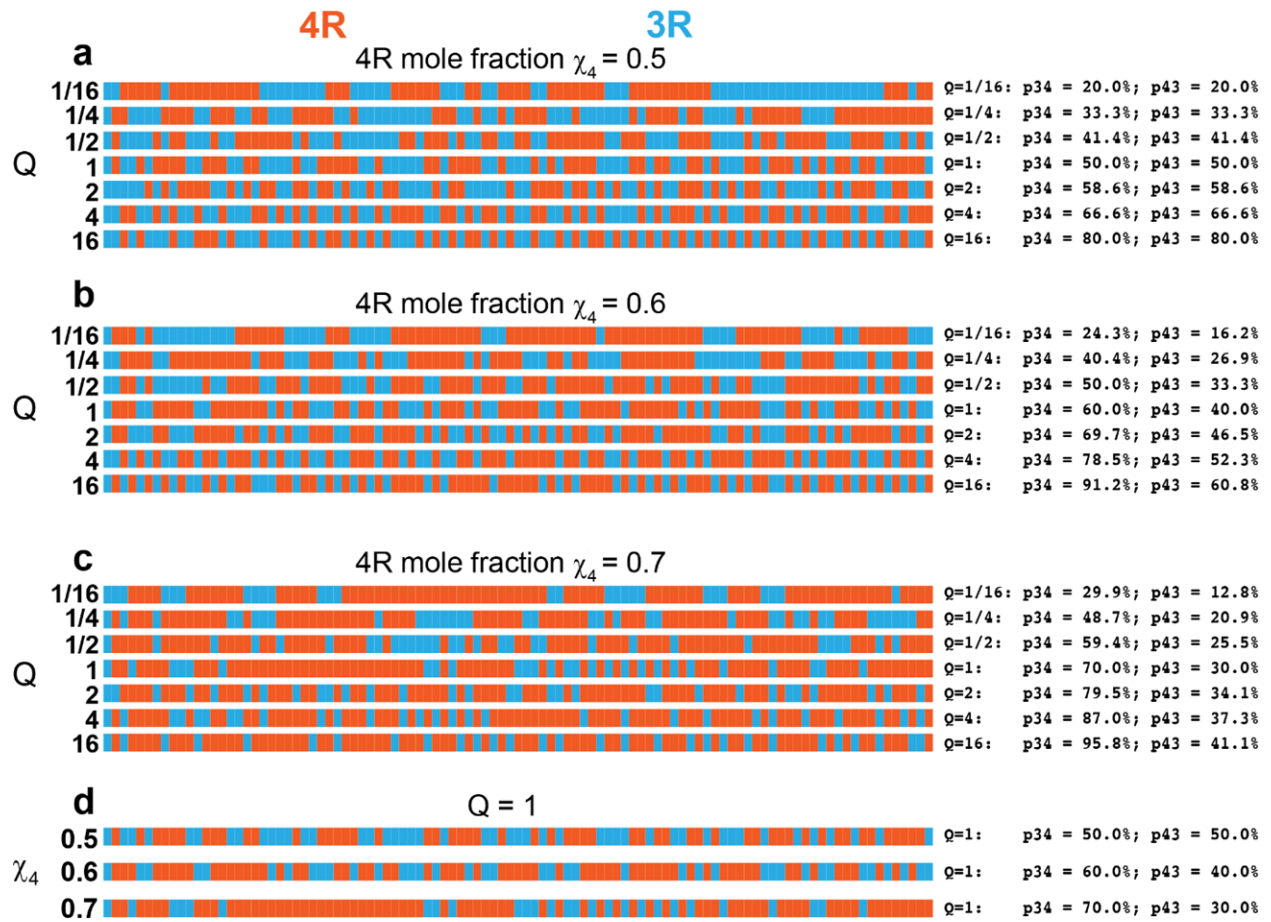 4R 3R
a
4R mole fraction χ₄ = 0.5
1/16 Q=1/16: p34 = 20.0%; p43 = 20.0%
1/4 Q=1/4: p34 = 33.3%; p43 = 33.3%
1/2 Q=1/2: p34 = 41.4%; p43 = 41.4%
Q
1 Q=1: p34 = 50.0%; p43 = 50.0%
2 Q=2: p34 = 58.6%; p43 = 58.6%
4 Q=4: p34 = 66.6%; p43 = 66.6%
16 Q=16: p34 = 80.0%; p43 = 80.0%
b
4R mole fraction χ₄ = 0.6
1/16 Q=1/16: p34 = 24.3%; p43 = 16.2%
1/4 Q=1/4: p34 = 40.4%; p43 = 26.9%
1/2 Q=1/2: p34 = 50.0%; p43 = 33.3%
Q
1 Q=1: p34 = 60.0%; p43 = 40.0%
2 Q=2: p34 = 69.7%; p43 = 46.5%
4 Q=4: p34 = 78.5%; p43 = 52.3%
16 Q=16: p34 = 91.2%; p43 = 60.8%
c
4R mole fraction χ₄ = 0.7
1/16 Q=1/16: p34 = 29.9%; p43 = 12.8%
1/4 Q=1/4: p34 = 48.7%; p43 = 20.9%
1/2 Q=1/2: p34 = 59.4%; p43 = 25.5%
Q
1 Q=1: p34 = 70.0%; p43 = 30.0%
2 Q=2: p34 = 79.5%; p43 = 34.1%
4 Q=4: p34 = 87.0%; p43 = 37.3%
16 Q=16: p34 = 95.8%; p43 = 41.1%
d
Q = 1
0.5 Q=1: p34 = 50.0%; p43 = 50.0%
χ₄ 0.6 Q=1: p34 = 60.0%; p43 = 40.0%
0.7 Q=1: p34 = 70.0%; p43 = 30.0%